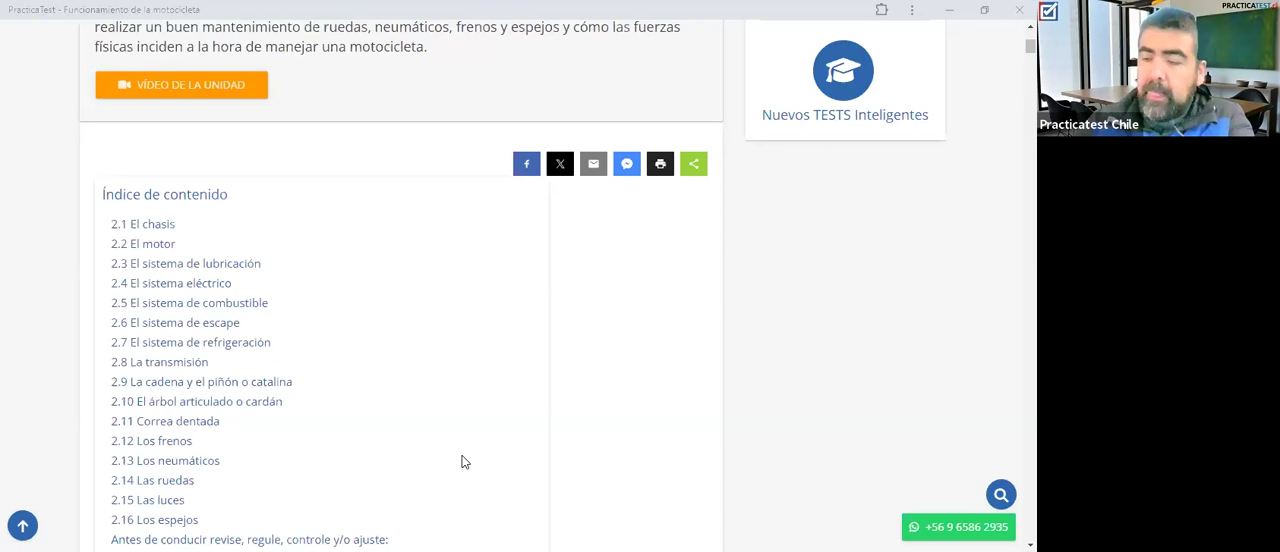 PracticaTest - Funcionamiento de la motocicleta
realizar un buen mantenimiento de ruedas, neumáticos, frenos y espejos y cómo las fuerzas
físicas inciden a la hora de manejar una motocicleta.
VÍDEO DE LA UNIDAD
Nuevos TESTS Inteligentes
PRACTICATEST.cl
Practicatest Chile
Índice de contenido
2.1 El chasis
2.2 El motor
2.3 El sistema de lubricación
2.4 El sistema eléctrico
2.5 El sistema de combustible
2.6 El sistema de escape
2.7 El sistema de refrigeración
2.8 La transmisión
2.9 La cadena y el piñón o catalina
2.10 El árbol articulado o cardán
2.11 Correa dentada
2.12 Los frenos
2.13 Los neumáticos
2.14 Las ruedas
2.15 Las luces
2.16 Los espejos
Antes de conducir revise, regule, controle y/o ajuste:
+56 9 6586 2935